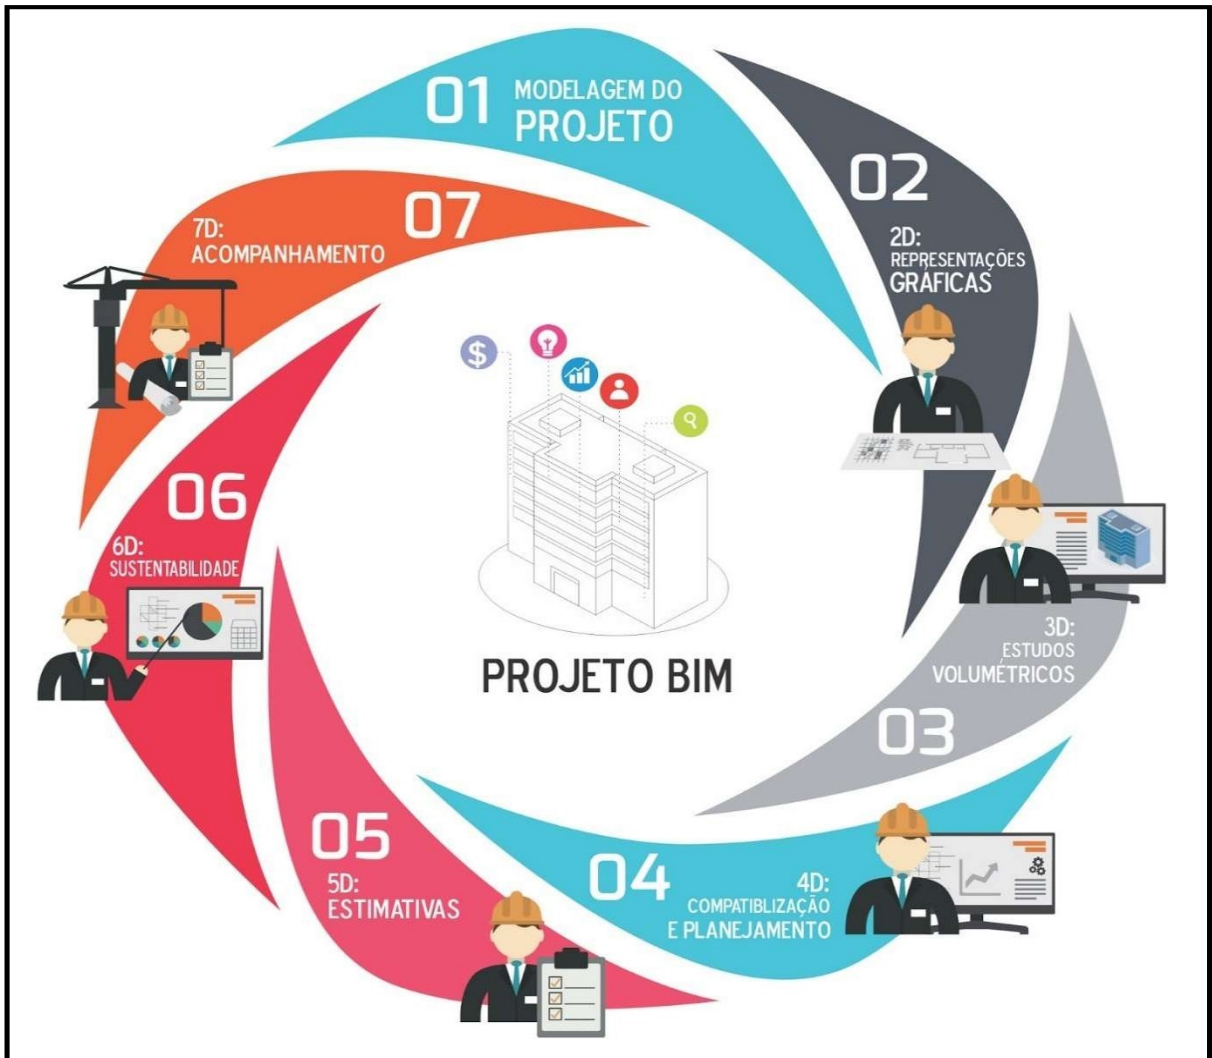 01
MODELAGEM DO
PROJETO
02
2D:
REPRESENTAÇÕES
GRÁFICAS
3D:
ESTUDOS
VOLUMÉTRICOS
03
04
4D:
COMPATIBLIZAÇÃO
E PLANEJAMENTO
05
5D:
ESTIMATIVAS
06
6D:
SUSTENTABILIDADE
07
7D:
ACOMPANHAMENTO
$
PROJETO BIM